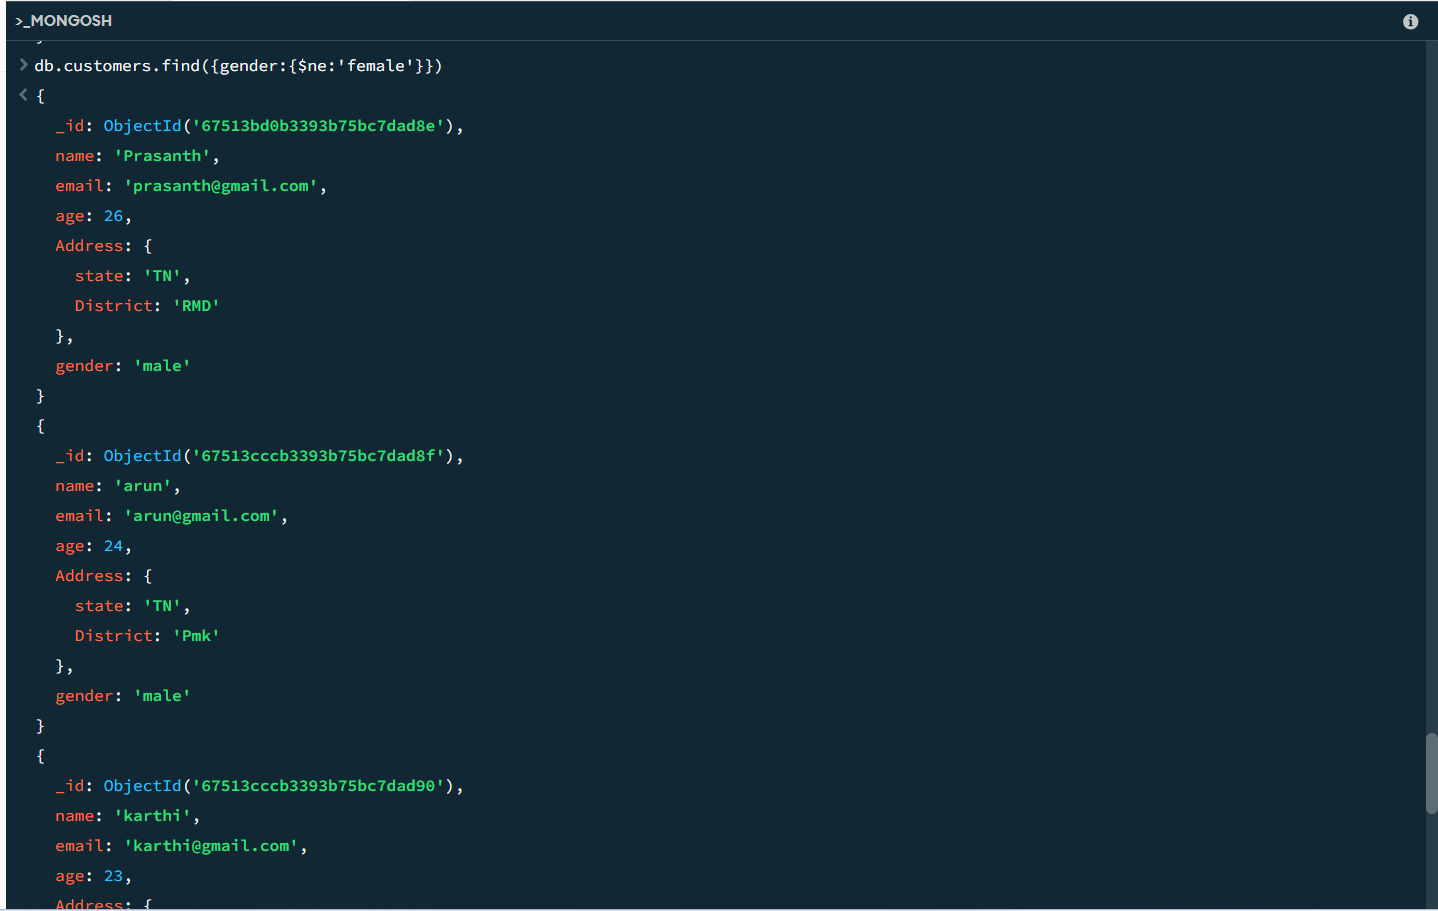 >_MONGOSH
> db.customers.find({gender:{$ne:'female'}})
< {
_id: ObjectId('67513bd0b3393b75bc7dad8e'),
name: 'Prasanth',
email: 'prasanth@gmail.com',
age: 26,
Address: {
state: 'TN',
District: 'RMD'
},
gender: 'male'
}
{
_id: ObjectId('67513cccb3393b75bc7dad8f'),
name: 'arun',
email: 'arun@gmail.com',
age: 24,
Address: {
state: 'TN',
District: 'Pmk'
},
gender: 'male'
}
{
_id: ObjectId('67513cccb3393b75bc7dad90'),
name: 'karthi',
email: 'karthi@gmail.com',
age: 23,
Address: {